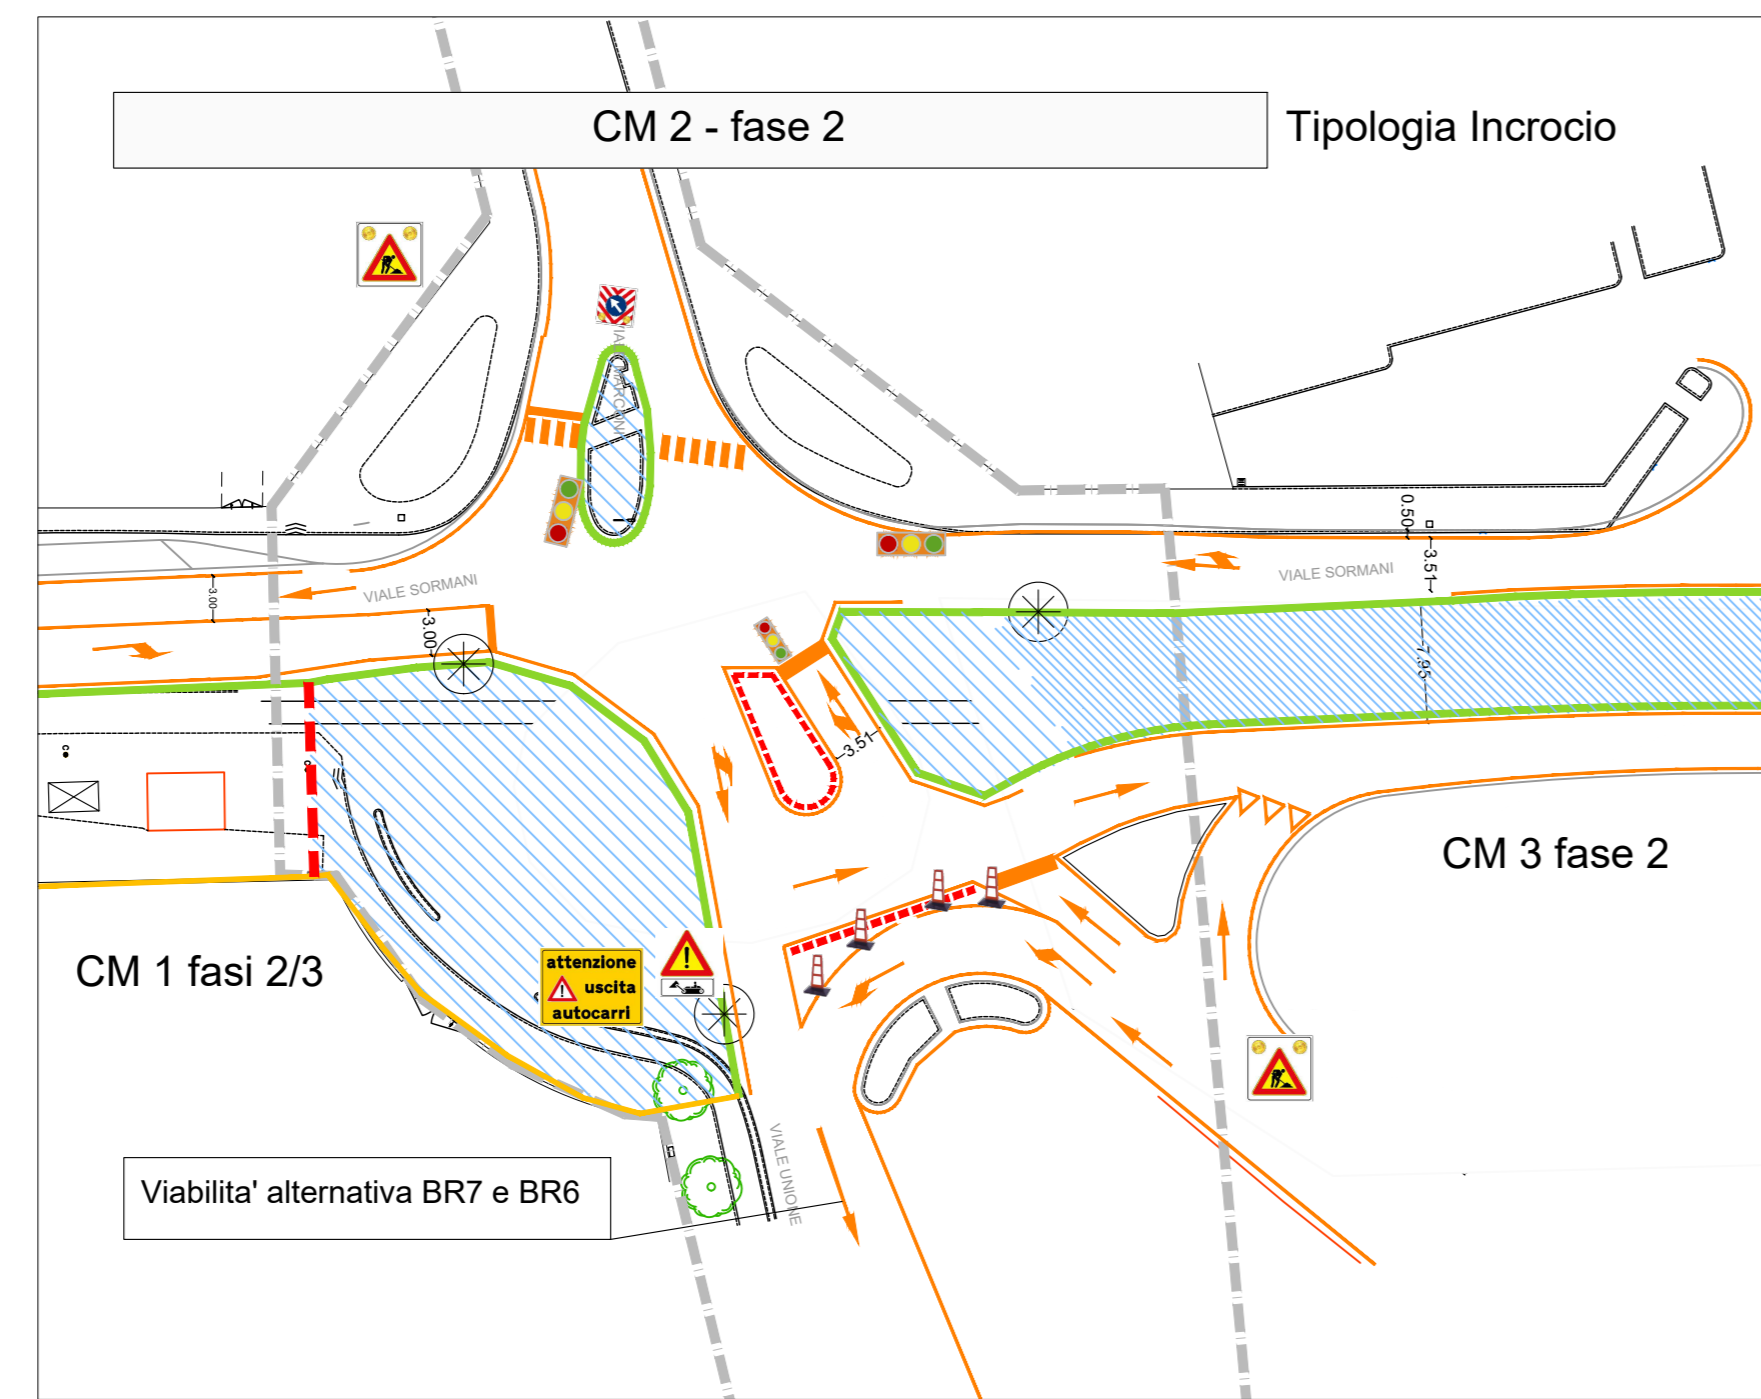 CM 2 - fase 2
Tipologia Incrocio
VIALE MARCONI
0.50
3.51
VIALE SORMANI
VIALE SORMANI
3.00
3.00
7.95
3.51
CM 3 fase 2
CM 1 fasi 2/3
attenzione
uscita
autocarri
VIALE UNIONE
Viabilita' alternativa BR7 e BR6